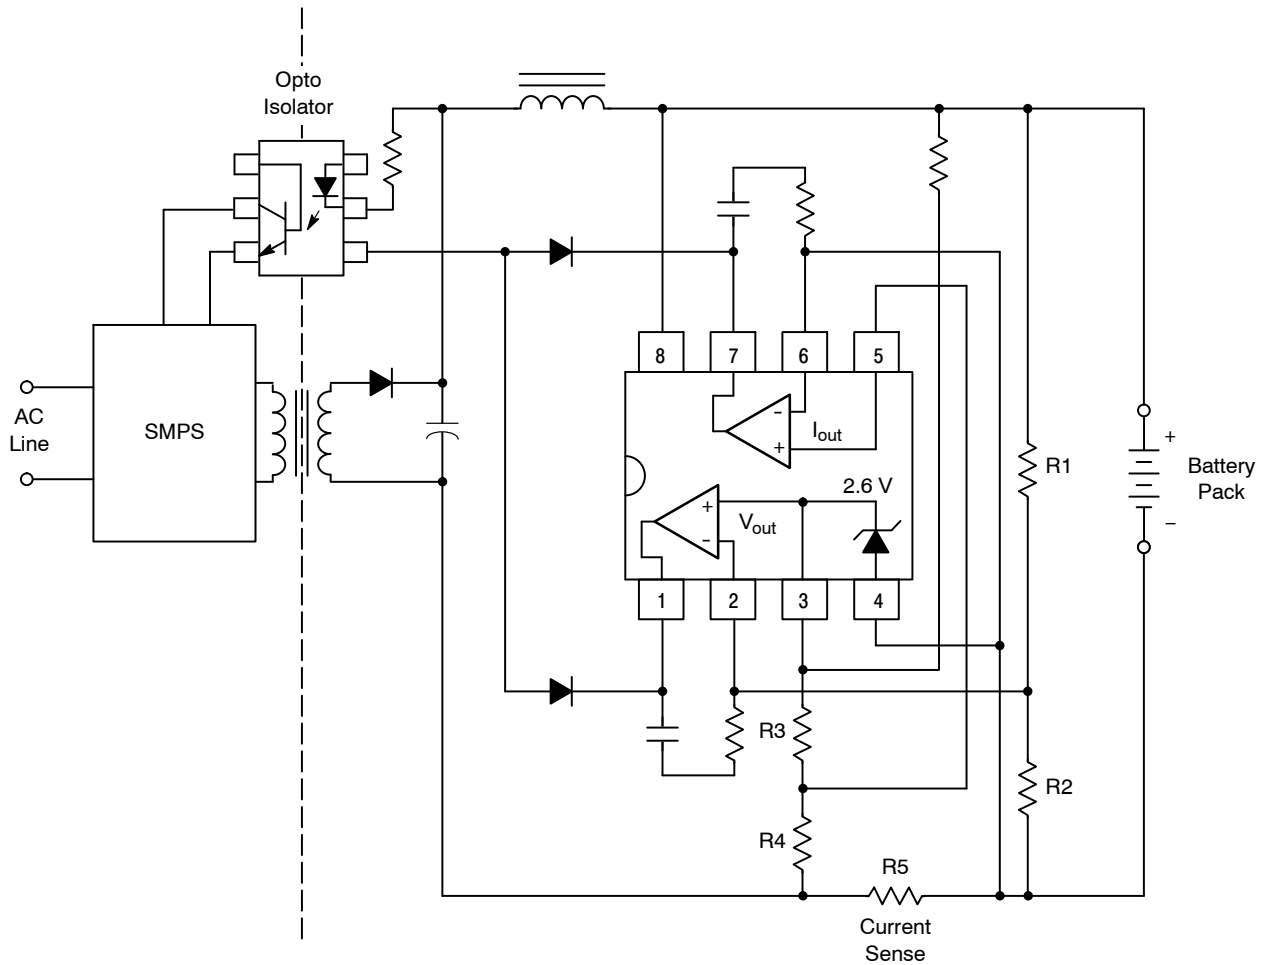 Opto
Isolator
8
7
6
5
AC
Line
SMPS
-
+
Iout
R1
+
Battery
Pack
–
2.6 V
+
Vout
-
1
2
3
4
R3
R2
R4
R5
Current
Sense